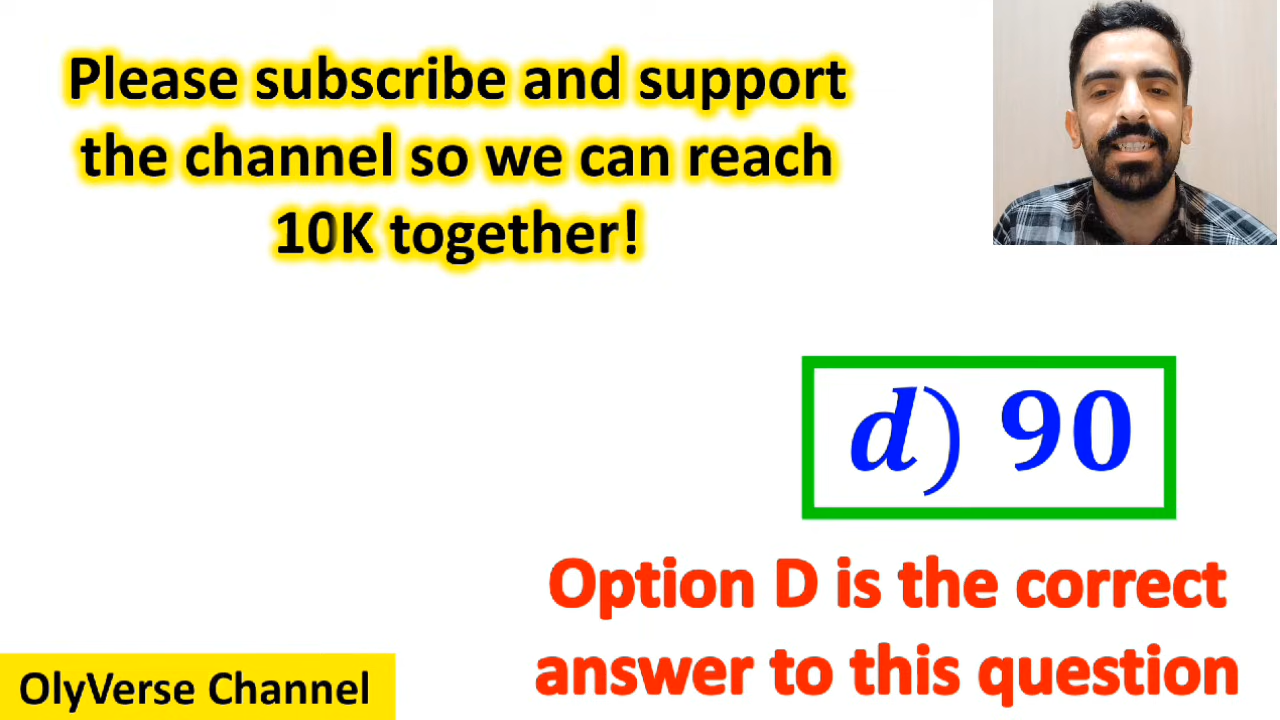 Please subscribe and support
the channel so we can reach
10K together!
d) 90
Option D is the correct
answer to this question
OlyVerse Channel